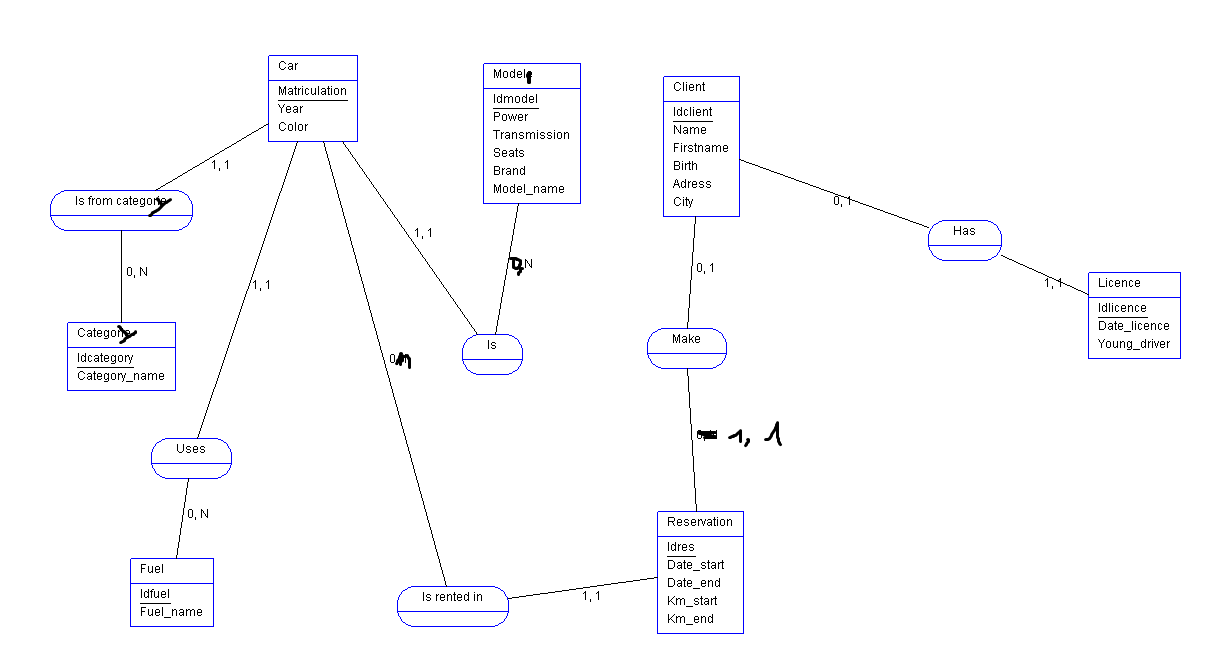 Car
Matriculation
Year
Color
Model
Idmodel
Power
Transmission
Seats
Brand
Model_name
Client
Idclient
Name
Firstname
Birth
Adress
City
1, 1
Is from category
0, N
Category
Idcategory
Category_name
1, 1
Uses
0, N
Fuel
Idfuel
Fuel_name
1, 1
0, N
Is
0, n
Is rented in
1, 1
0, 1
Make
1, 1
Reservation
Idres
Date_start
Date_end
Km_start
Km_end
0, 1
Has
1, 1
Licence
Idlicence
Date_licence
Young_driver